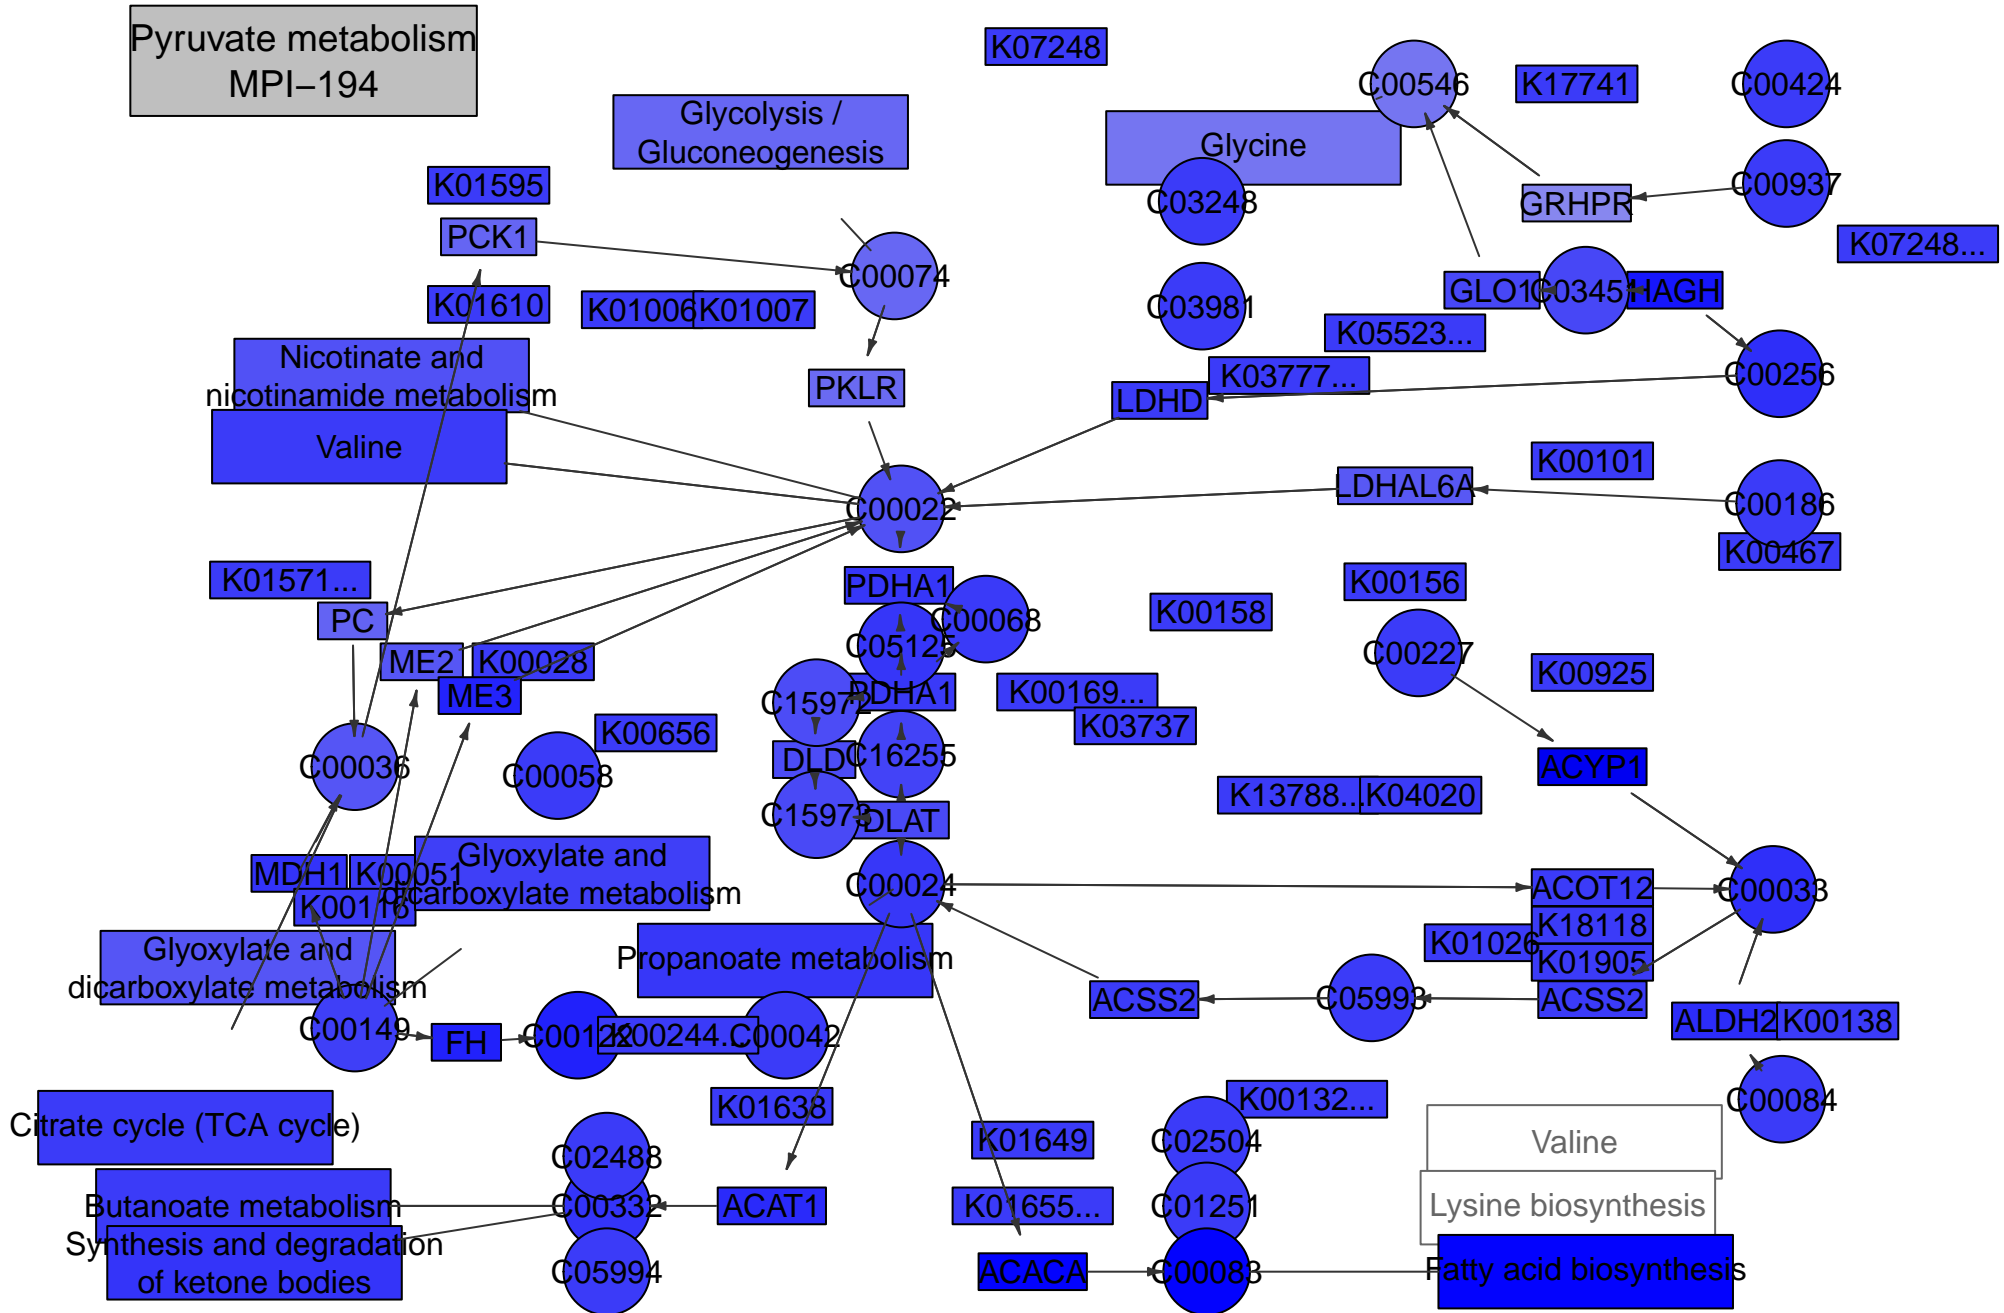 Pyruvate metabolism
MPI−194
K07248
C00546
K17741
C00424
Glycolysis /
Gluconeogenesis
Glycine
K01595
C03248
GRHPR
C00937
PCK1
K07248...
C00074
K01610
K01006
K01007
C03981
GLO1
C03451
HAGH
K05523...
Nicotinate and
nicotinamide metabolism
PKLR
K03777...
LDHD
C00256
Valine
K00101
LDHAL6A
C00022
C00186
K00467
K01571...
PDHA1
K00156
PC
C00068
K00158
C05125
C00227
ME2
K00028
K00925
ME3
C15972
PDHA1
K00169...
K03737
K00656
C00036
C00058
DLD
C16255
ACYP1
K13788...
K04020
C15973
DLAT
MDH1
K00051
Glyoxylate and
dicarboxylate metabolism
C00024
ACOT12
C00033
K00116
K18118
K01026
Glyoxylate and
dicarboxylate metabolism
Propanoate metabolism
K01905
C05993
ACSS2
ACSS2
ALDH2
K00138
C00149
FH
C00122
K00244...
C00042
K01638
K00132...
C00084
Citrate cycle (TCA cycle)
K01649
C02504
Valine
C02488
Butanoate metabolism
C00332
ACAT1
K01655...
C01251
Lysine biosynthesis
Synthesis and degradation
of ketone bodies
C05994
ACACA
C00083
Fatty acid biosynthesis